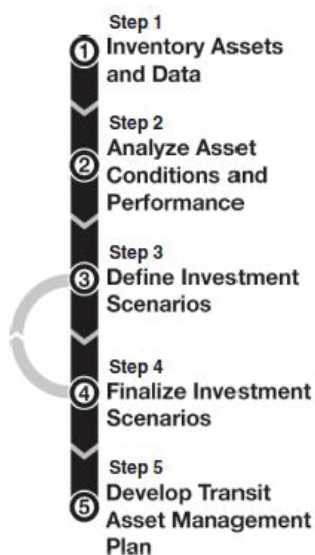 Step 1
1 Inventory Assets
and Data
Step 2
2 Analyze Asset
Conditions and
Performance
Step 3
3 Define Investment
Scenarios
Step 4
4 Finalize Investment
Scenarios
Step 5
5 Develop Transit
Asset Management
Plan